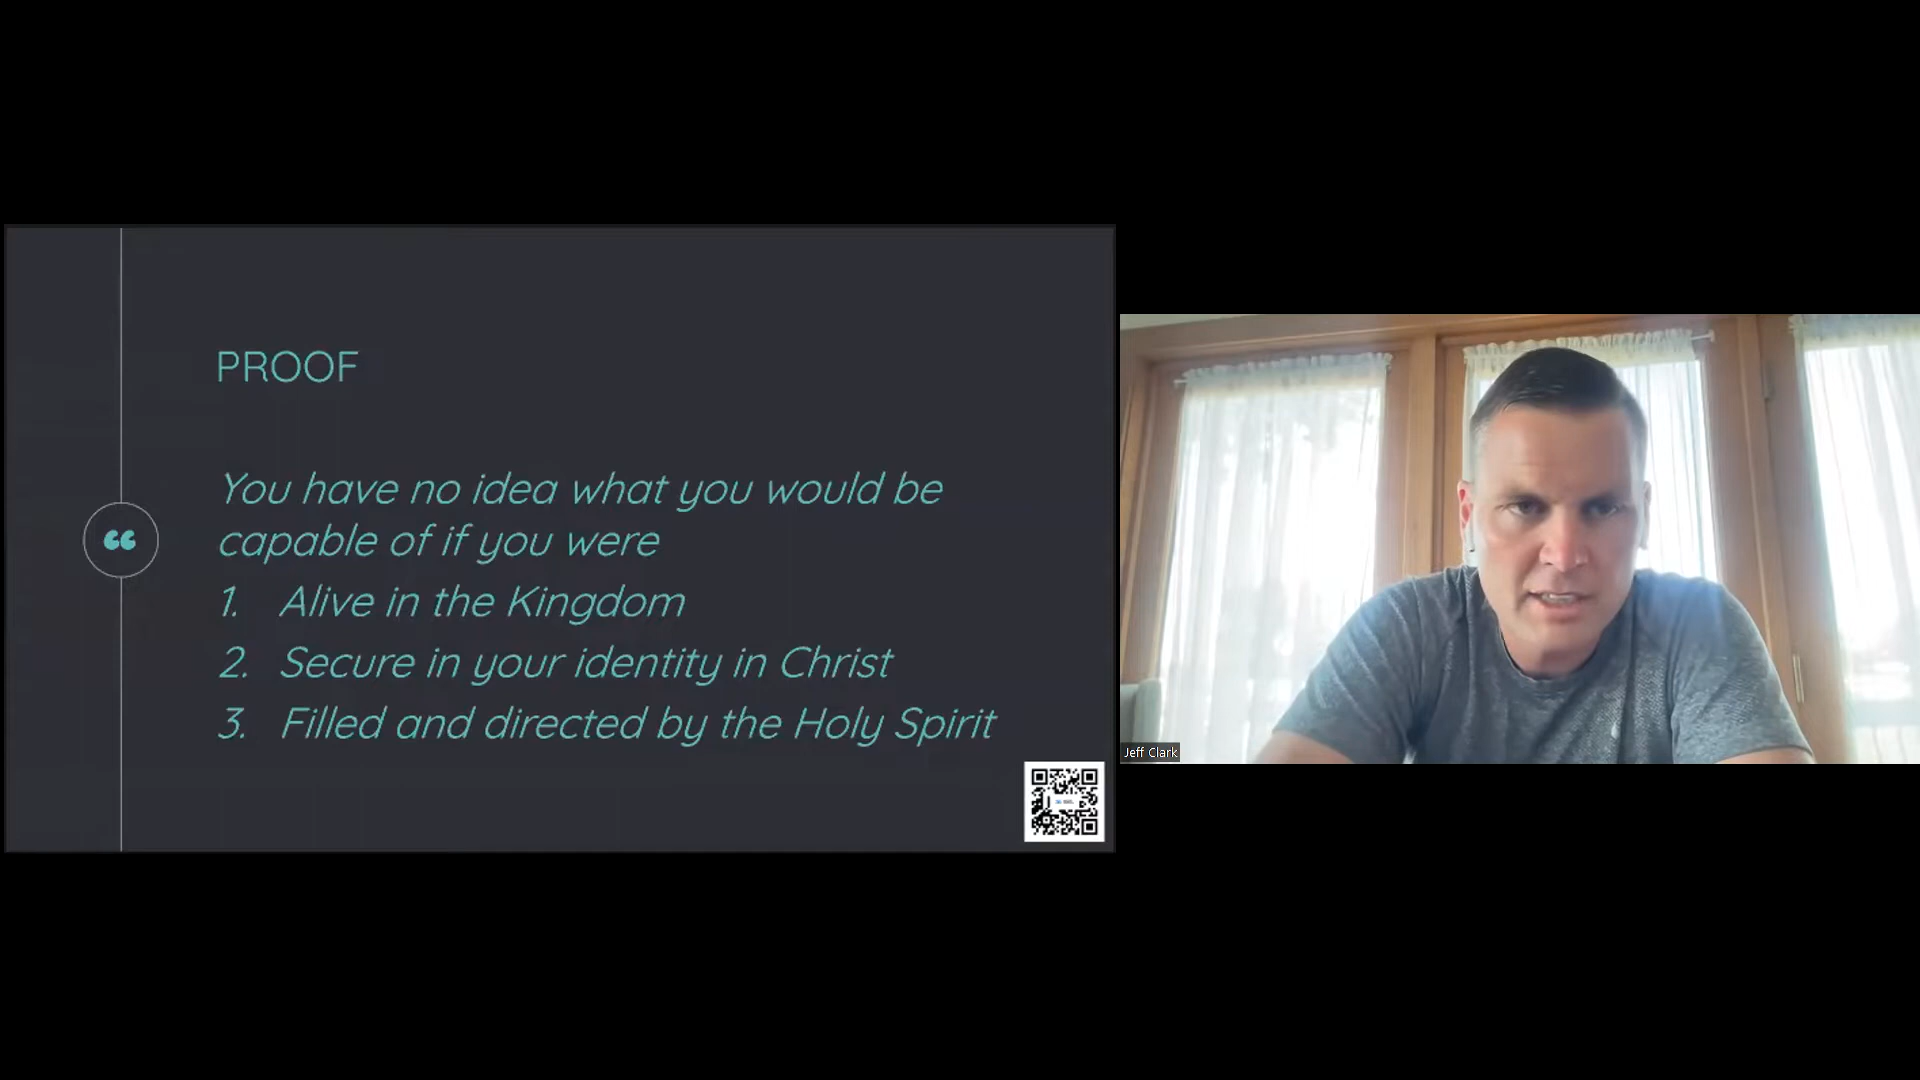 PROOF
“
You have no idea what you would be
capable of if you were
1. Alive in the Kingdom
2. Secure in your identity in Christ
3. Filled and directed by the Holy Spirit
Jeff Clark